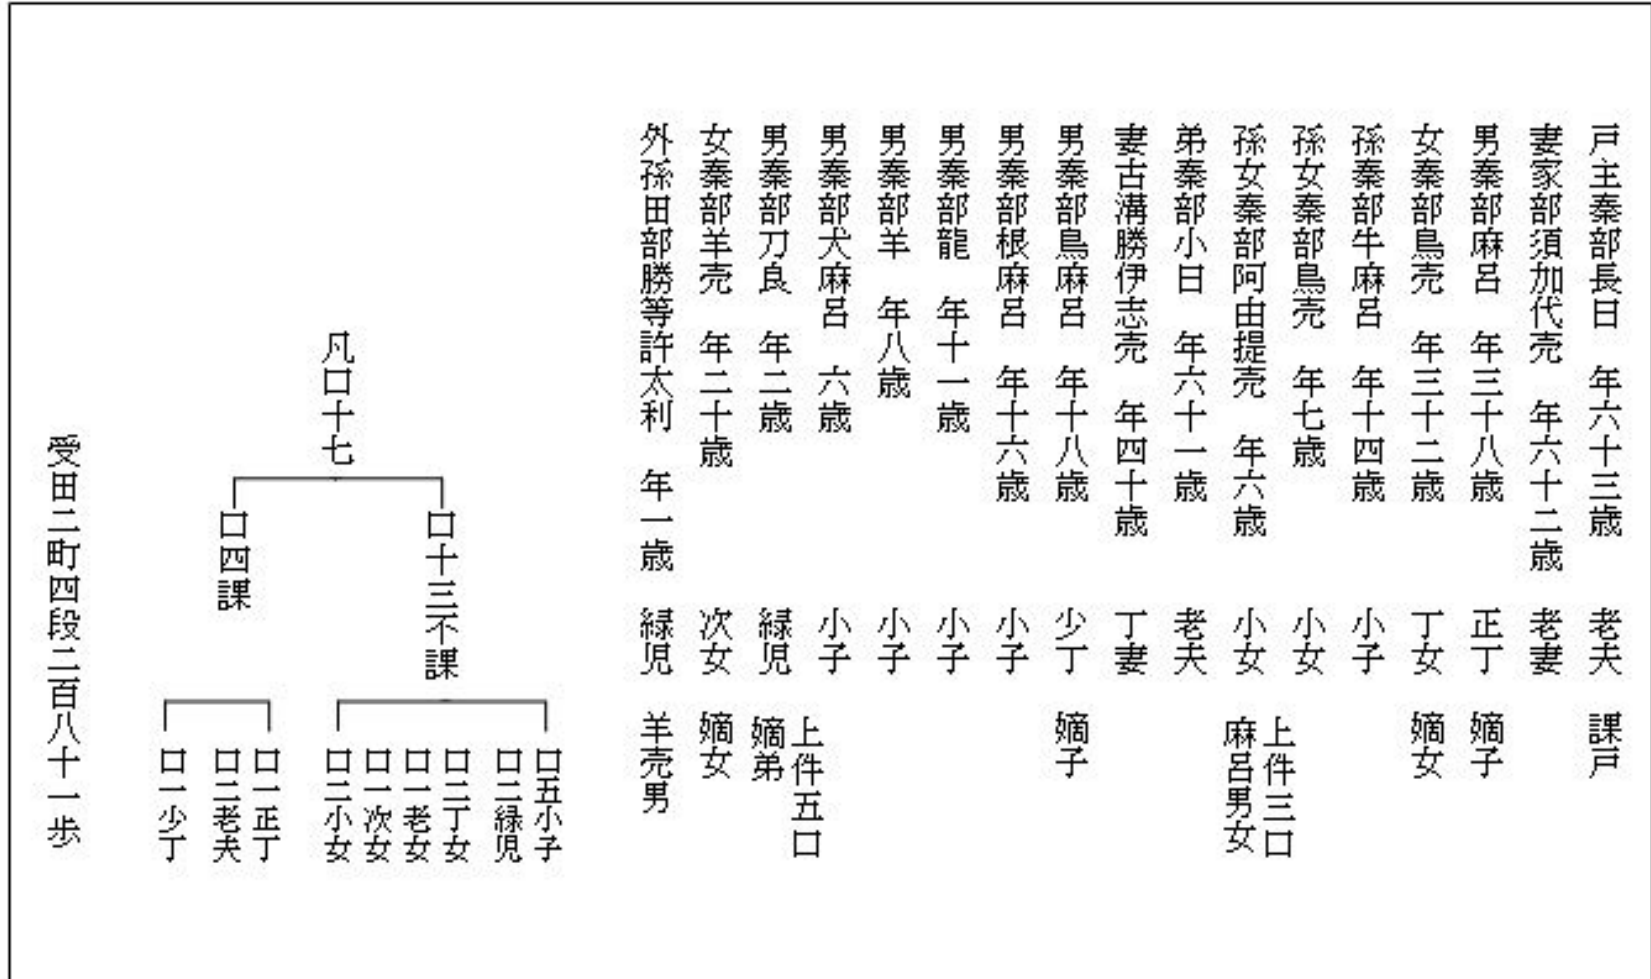 戸主秦部長日 年六十三歳 老夫 課戸
妻家部須加代売 年六十二歳 老妻
男秦部麻呂 年三十八歳 正丁 嫡子
女秦部鳥売 年三十二歳 丁女 嫡女
孫秦部牛麻呂 年十四歳 小子
孫女秦部鳥売 年七歳 小女
孫女秦部阿由提売 年六歳 小女 上件三口
麻呂男女
弟秦部小日 年六十一歳 老夫
妻古溝勝伊志売 年四十歳 丁妻
男秦部鳥麻呂 年十八歳 少丁 嫡子
男秦部根麻呂 年十六歳 小子
男秦部龍 年十一歳 小子
男秦部羊 年八歳 小子
男秦部犬麻呂 六歳 小子
男秦部刀良 年二歳 緑児 上件五口
嫡弟
女秦部羊売 年二十歳 次女 嫡女
外孫田部勝等許太利 年一歳 緑児 羊売男
凡口十七
口十三不課
口五小子
口二緑児
口二丁女
口一老女
口一次女
口二小女
口四課
口一正丁
口二老夫
口一少丁
受田二町四段二百八十一歩